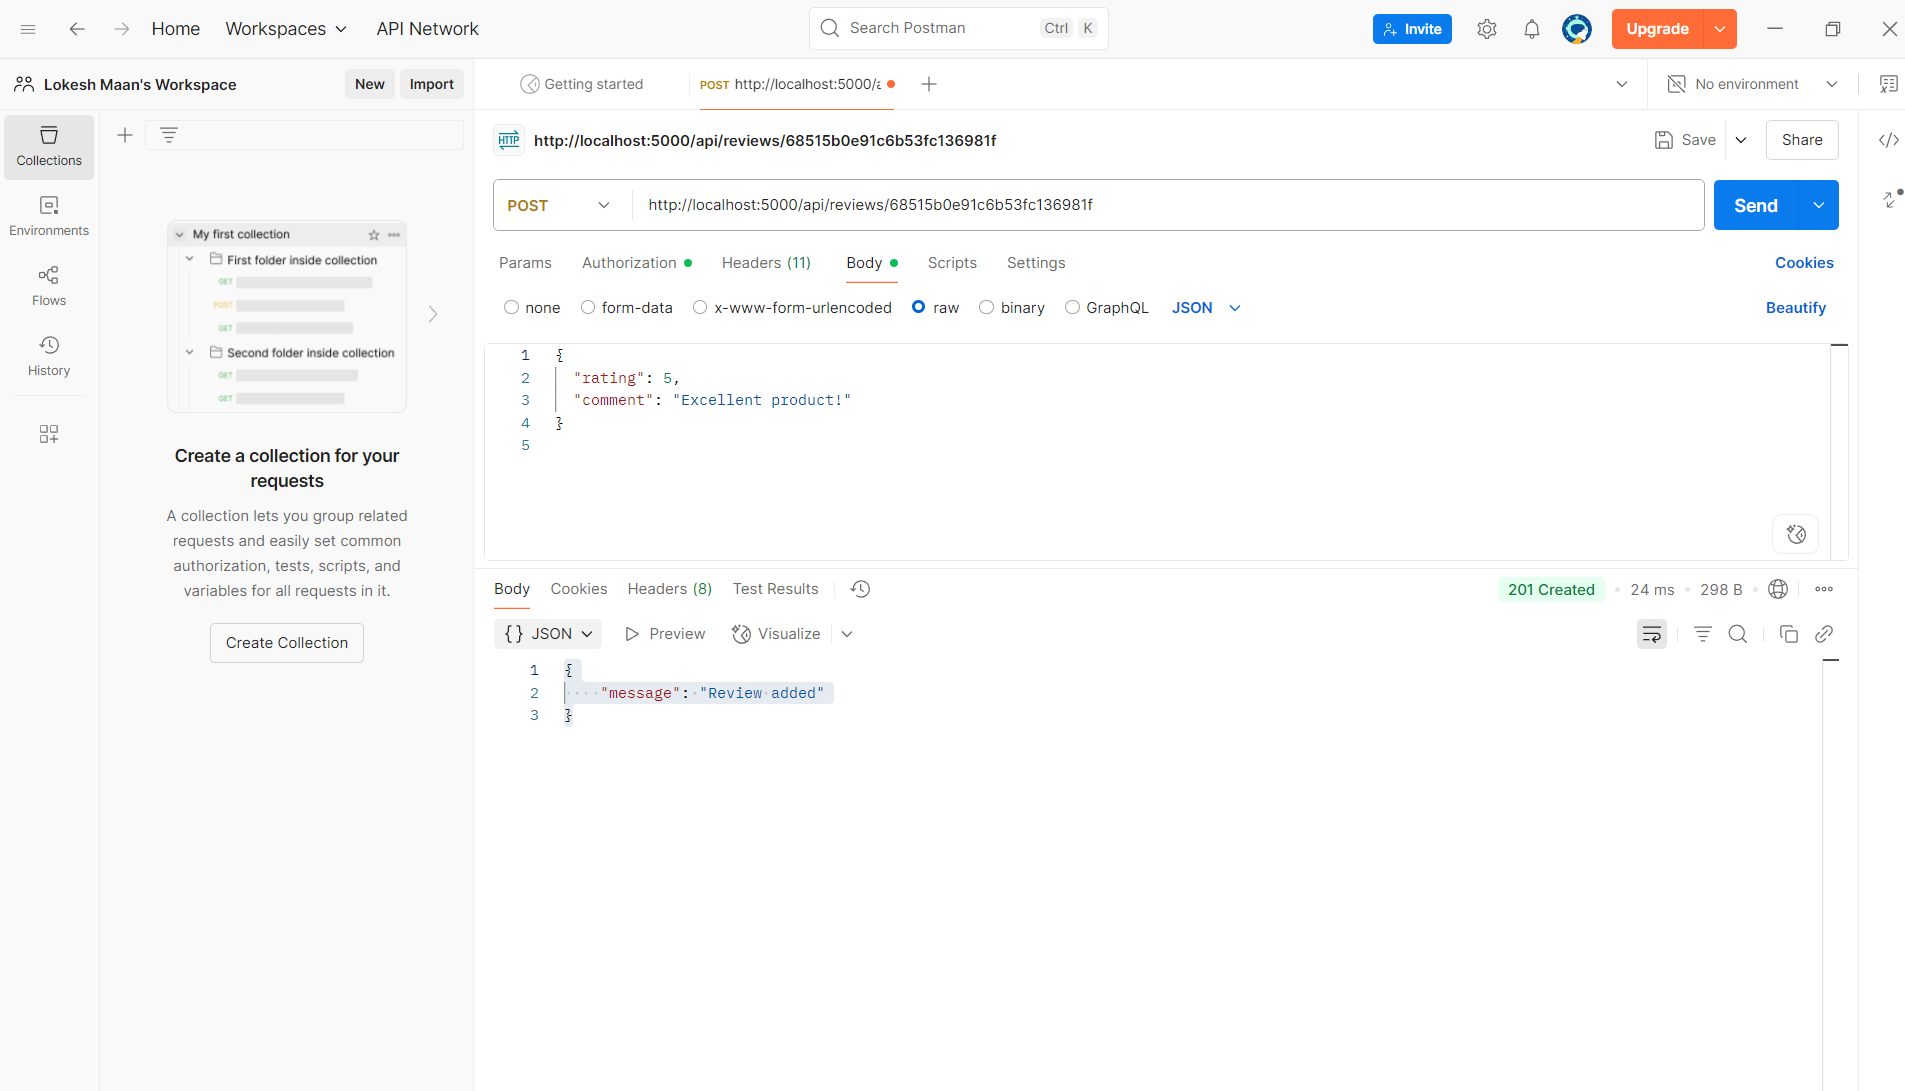 Home
Workspaces
API Network
Search Postman
Ctrl K
Invite
Upgrade
Lokesh Maan's Workspace
New
Import
Getting started
POST http://localhost:5000/a
No environment
Collections
Environments
Flows
History
My first collection
First folder inside collection
GET
POST
GET
Second folder inside collection
GET
GET
Create a collection for your
requests
A collection lets you group related
requests and easily set common
authorization, tests, scripts, and
variables for all requests in it.
Create Collection
HTTP http://localhost:5000/api/reviews/68515b0e91c6b53fc136981f
Save
Share
POST http://localhost:5000/api/reviews/68515b0e91c6b53fc136981f
Send
Params Authorization Headers (11) Body Scripts Settings Cookies
none form-data x-www-form-urlencoded raw binary GraphQL JSON Beautify
1 {
2 "rating": 5,
3 "comment": "Excellent product!"
4 }
5
Body Cookies Headers (8) Test Results 201 Created 24 ms 298 B
{} JSON Preview Visualize
1 {
2 "message": "Review added"
3 }